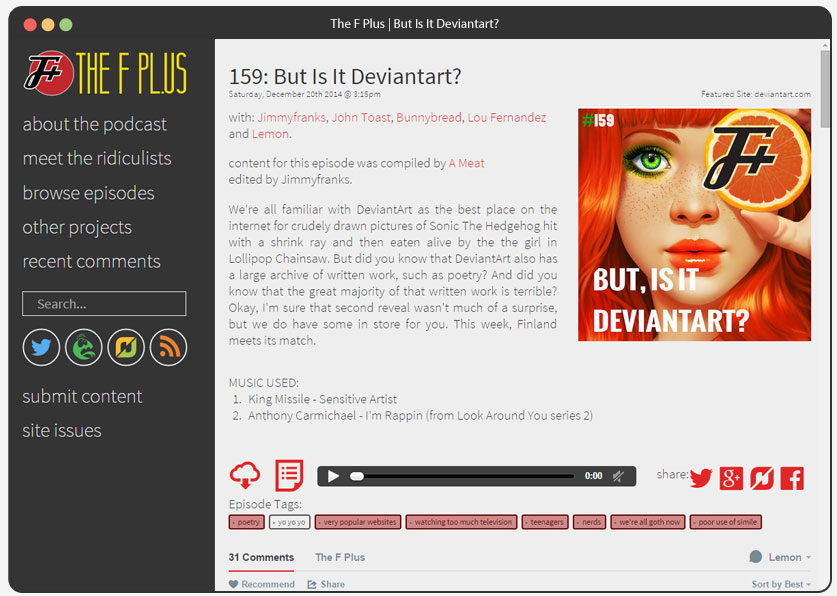 The F Plus | But Is It Deviantart?
F+ THE F PLUS
about the podcast
meet the ridiculists
browse episodes
other projects
recent comments
Search...
submit content
site issues
159: But Is It Deviantart?
Saturday, December 20th 2014 @ 3:15pm
Featured Site: deviantart.com
with: Jimmyfranks, John Toast, Bunnybread, Lou Fernandez
and Lemon.
content for this episode was compiled by A Meat
edited by Jimmyfranks.
We're all familiar with DeviantArt as the best place on the
internet for crudely drawn pictures of Sonic The Hedgehog hit
with a shrink ray and then eaten alive by the the girl in
Lollipop Chainsaw. But did you know that DeviantArt also has
a large archive of written work, such as poetry? And did you
know that the great majority of that written work is terrible?
Okay, I'm sure that second reveal wasn't much of a surprise,
but we do have some in store for you. This week, Finland
meets its match.
#159
F+
BUT, IS IT
DEVIANTART?
MUSIC USED:
1. King Missile - Sensitive Artist
2. Anthony Carmichael - I'm Rappin (from Look Around You series 2)
0:00
share:
g+
Episode Tags:
poetry
yo yo yo
very popular websites
watching too much television
teenagers
nerds
we're all goth now
poor use of simile
31 Comments
The F Plus
Lemon
Recommend
Share
Sort by Best